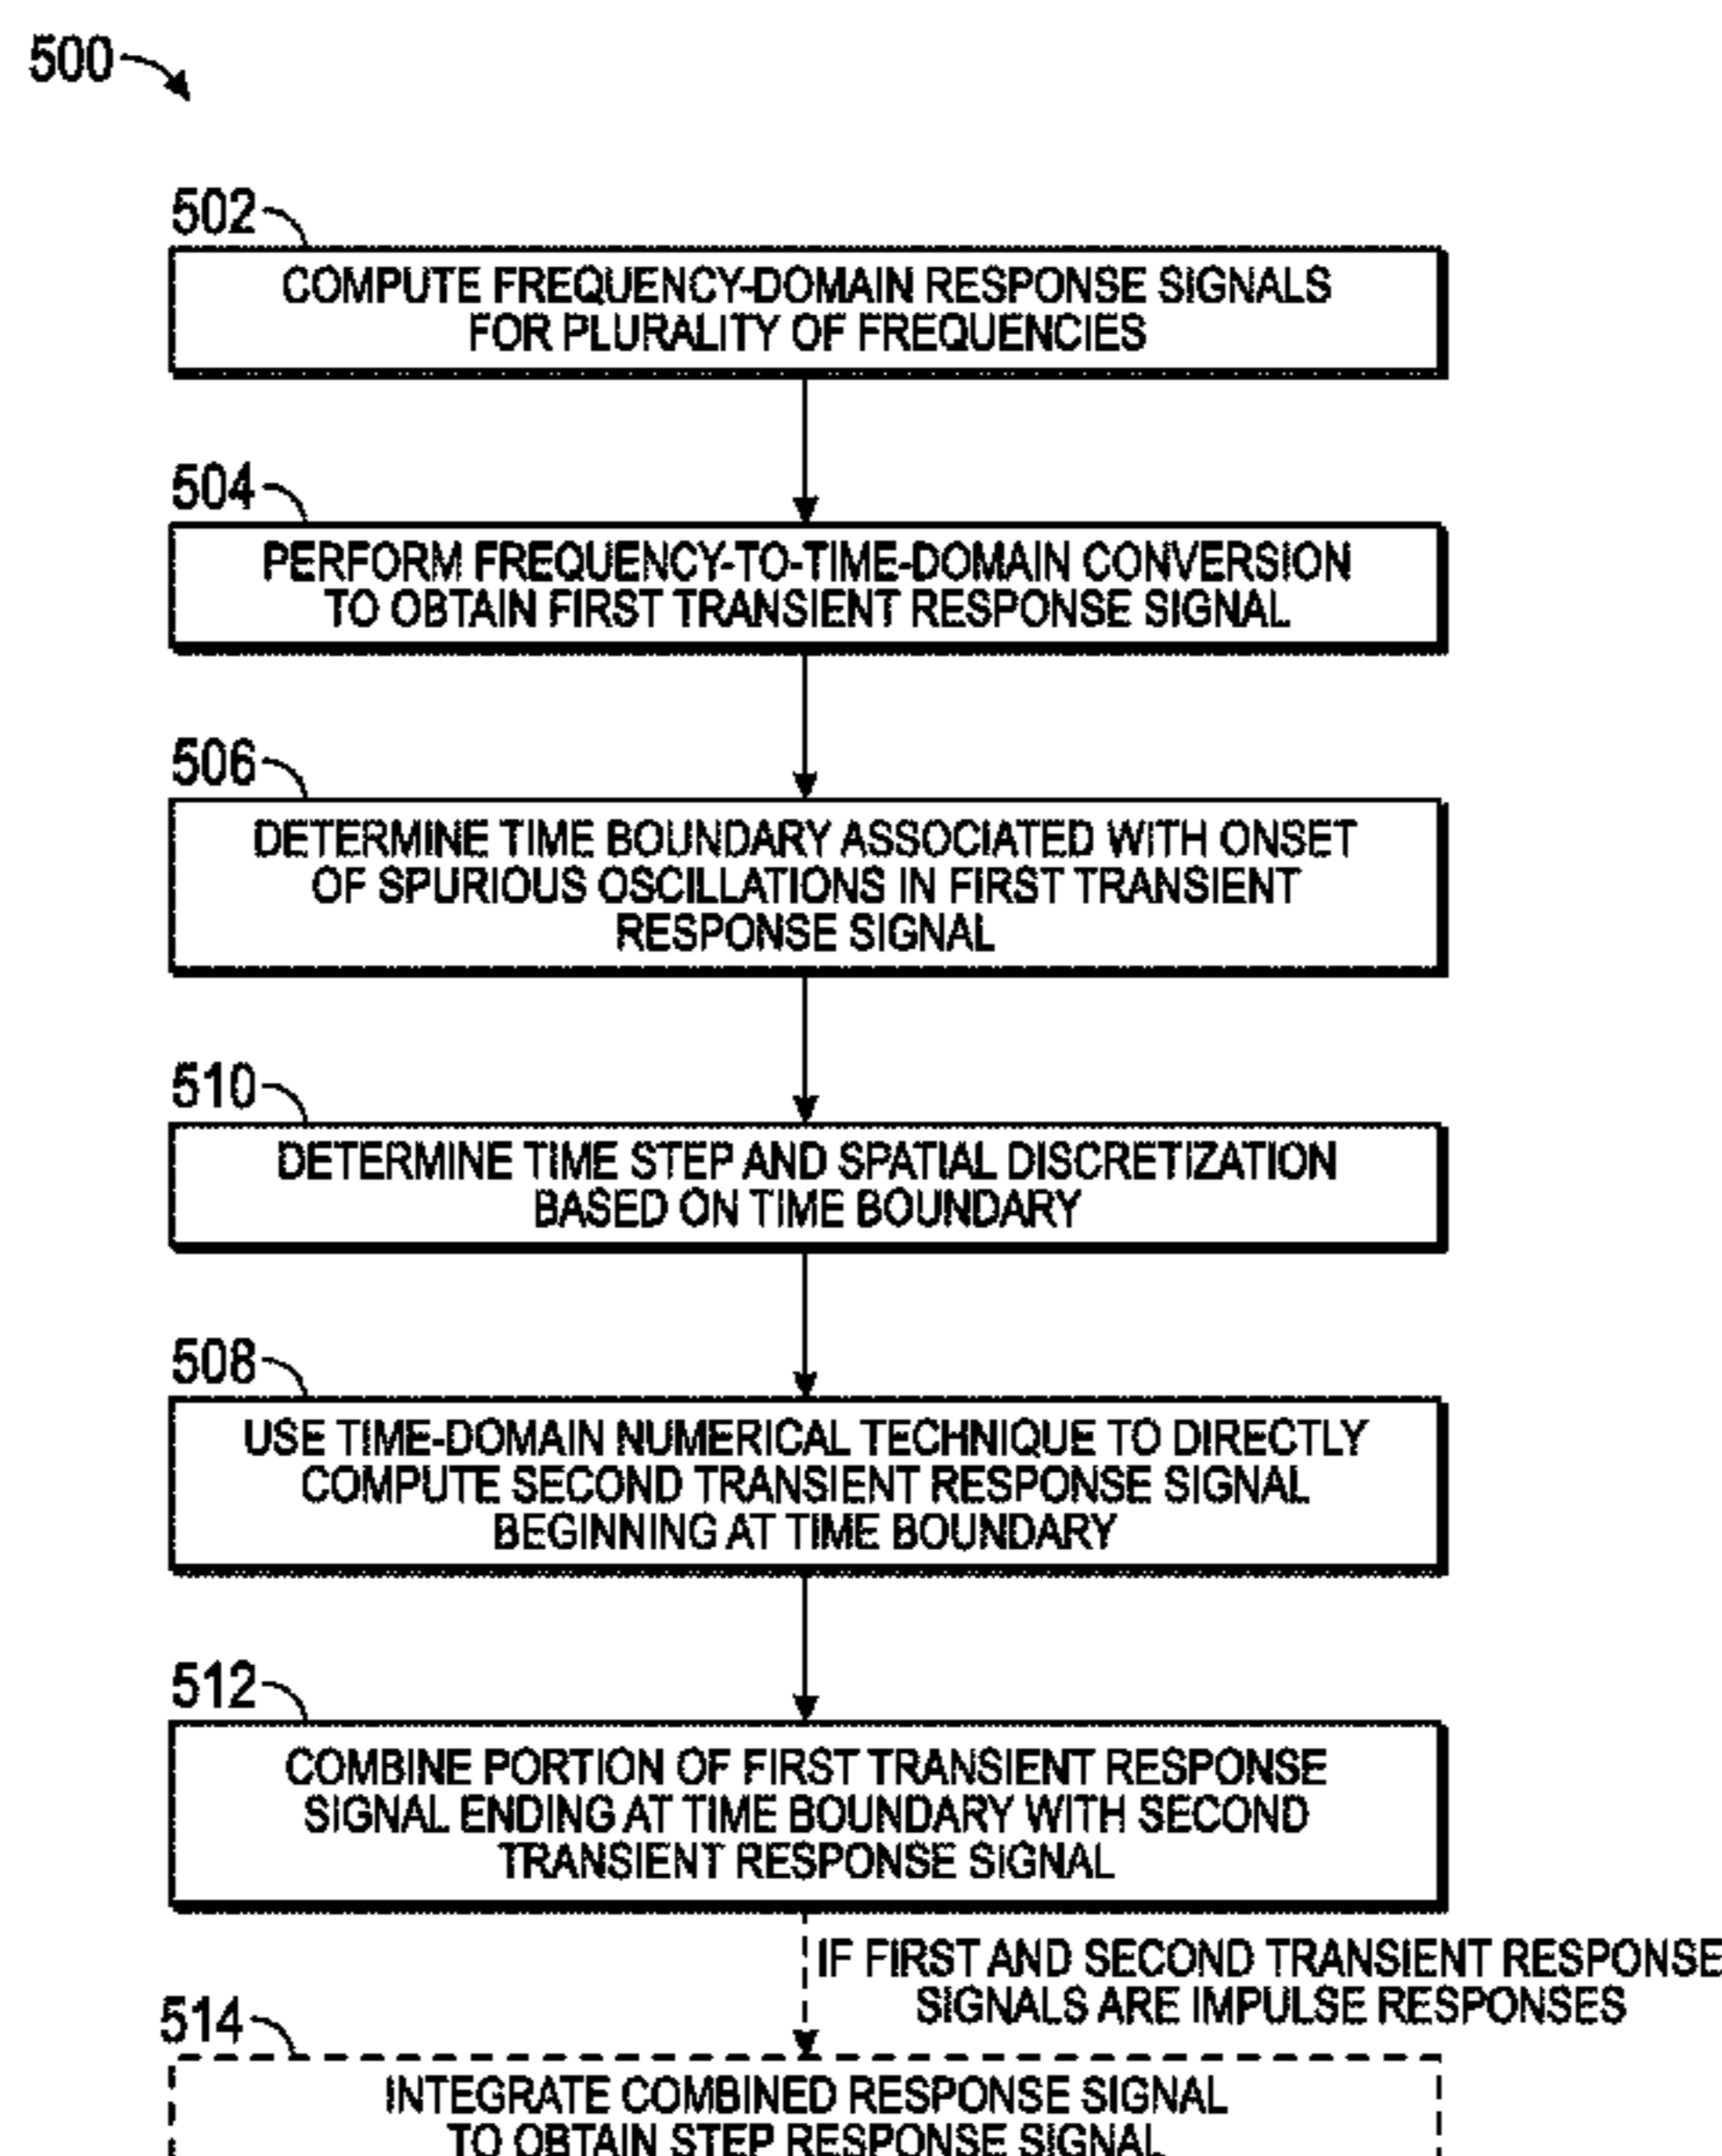 500
502
COMPUTE FREQUENCY-DOMAIN RESPONSE SIGNALS
FOR PLURALITY OF FREQUENCIES
504
PERFORM FREQUENCY-TO-TIME-DOMAIN CONVERSION
TO OBTAIN FIRST TRANSIENT RESPONSE SIGNAL
506
DETERMINE TIME BOUNDARY ASSOCIATED WITH ONSET
OF SPURIOUS OSCILLATIONS IN FIRST TRANSIENT
RESPONSE SIGNAL
510
DETERMINE TIME STEP AND SPATIAL DISCRETIZATION
BASED ON TIME BOUNDARY
508
USE TIME-DOMAIN NUMERICAL TECHNIQUE TO DIRECTLY
COMPUTE SECOND TRANSIENT RESPONSE SIGNAL
BEGINNING AT TIME BOUNDARY
512
COMBINE PORTION OF FIRST TRANSIENT RESPONSE
SIGNAL ENDING AT TIME BOUNDARY WITH SECOND
TRANSIENT RESPONSE SIGNAL
IF FIRST AND SECOND TRANSIENT RESPONSE
SIGNALS ARE IMPULSE RESPONSES
514
INTEGRATE COMBINED RESPONSE SIGNAL
TO OBTAIN STEP RESPONSE SIGNAL